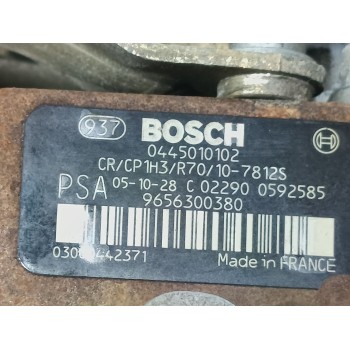 937 BOSCH
0445010102
CR/CP1H3/R70/10-7812S
PSA 05-10-28 C 02290 0592585
9656300380
Made in FRANCE